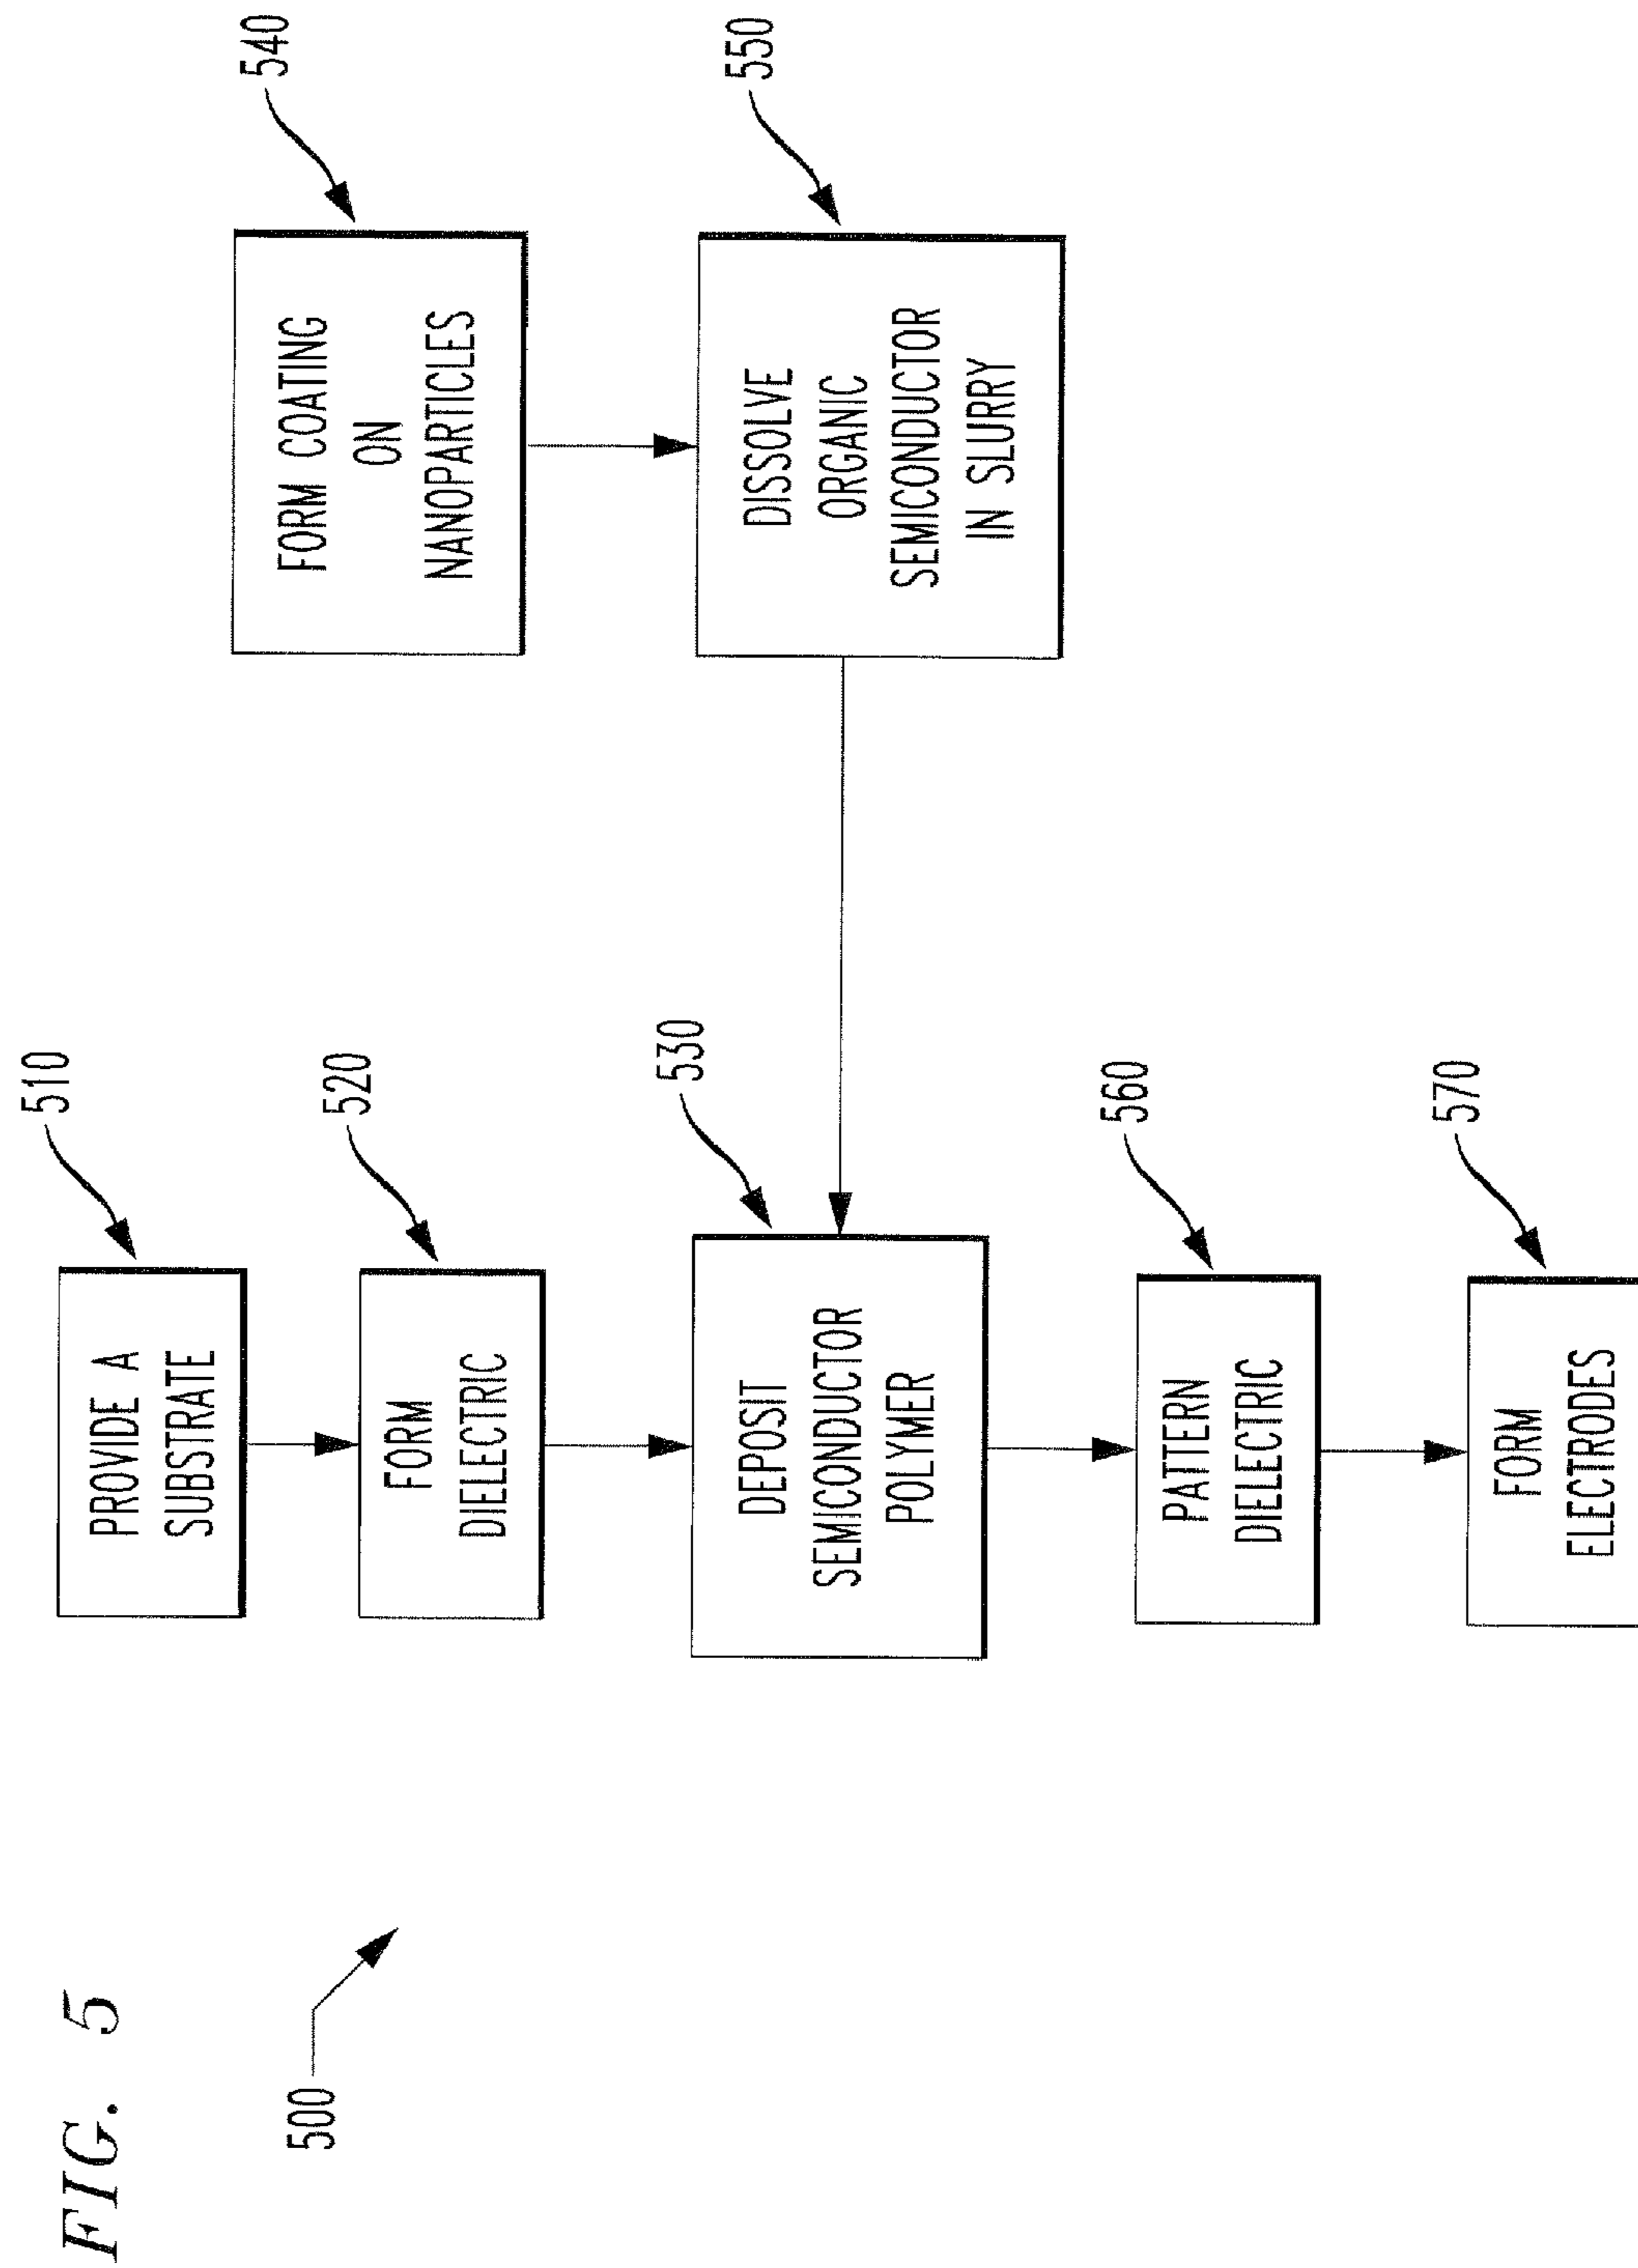 FIG. 5
500
510
PROVIDE A
SUBSTRATE
520
FORM
DIELECTRIC
530
DEPOSIT
SEMICONDUCTOR
POLYMER
540
FORM COATING
ON
NANOPARTICLES
550
DISSOLVE
ORGANIC
SEMICONDUCTOR
IN SLURRY
560
PATTERN
DIELECTRIC
570
FORM
ELECTRODES